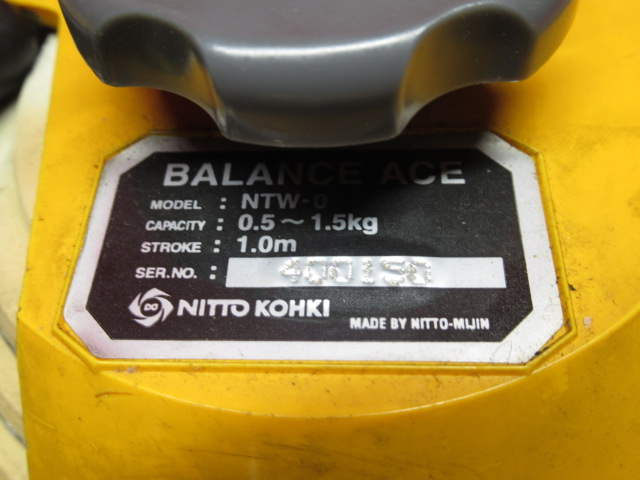 BALANCE ACE
MODEL : NTW-0
CAPACITY : 0.5～1.5kg
STROKE : 1.0m
SER.NO. :
NITTO KOHKI
MADE BY NITTO-MIJIN